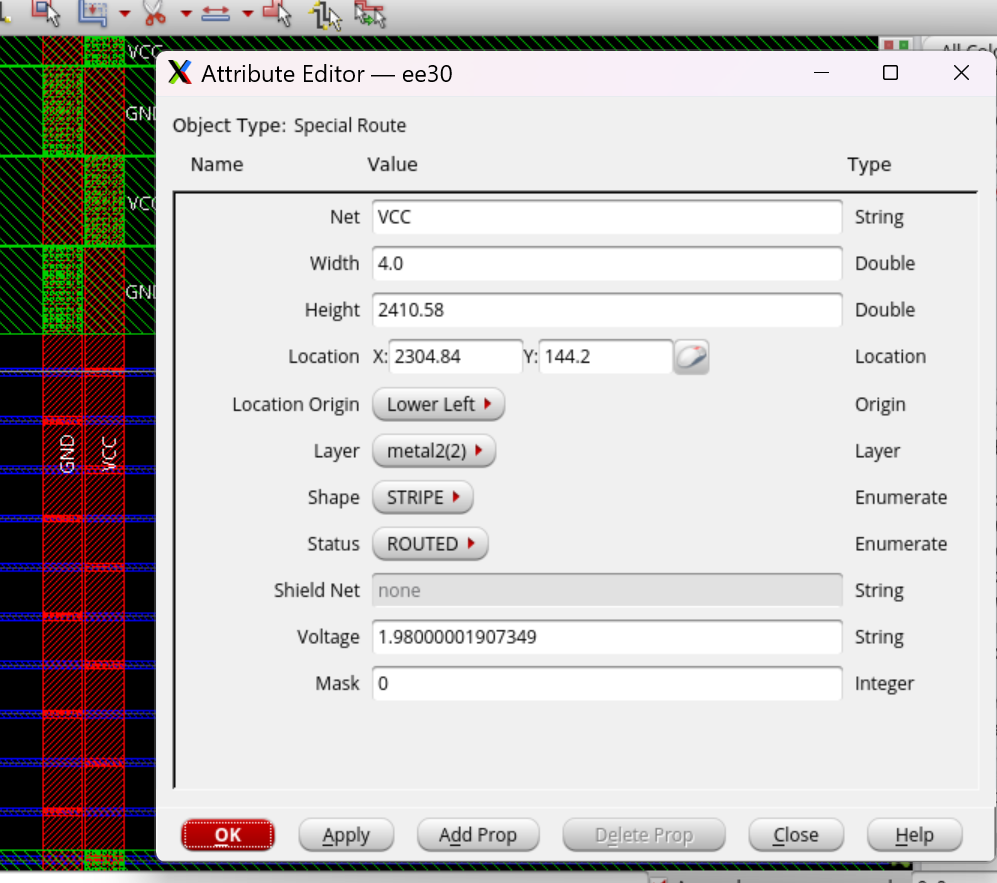 VCC
Attribute Editor — ee30
GND
Object Type: Special Route
Name Value Type
Net VCC String
VCC
Width 4.0 Double
GND
Height 2410.58 Double
Location X: 2304.84 Y: 144.2 Location
Location Origin Lower Left Origin
GND VCC
Layer metal2(2) Layer
Shape STRIPE Enumerate
Status ROUTED Enumerate
Shield Net none String
Voltage 1.98000001907349 String
Mask 0 Integer
OK Apply Add Prop Delete Prop Close Help